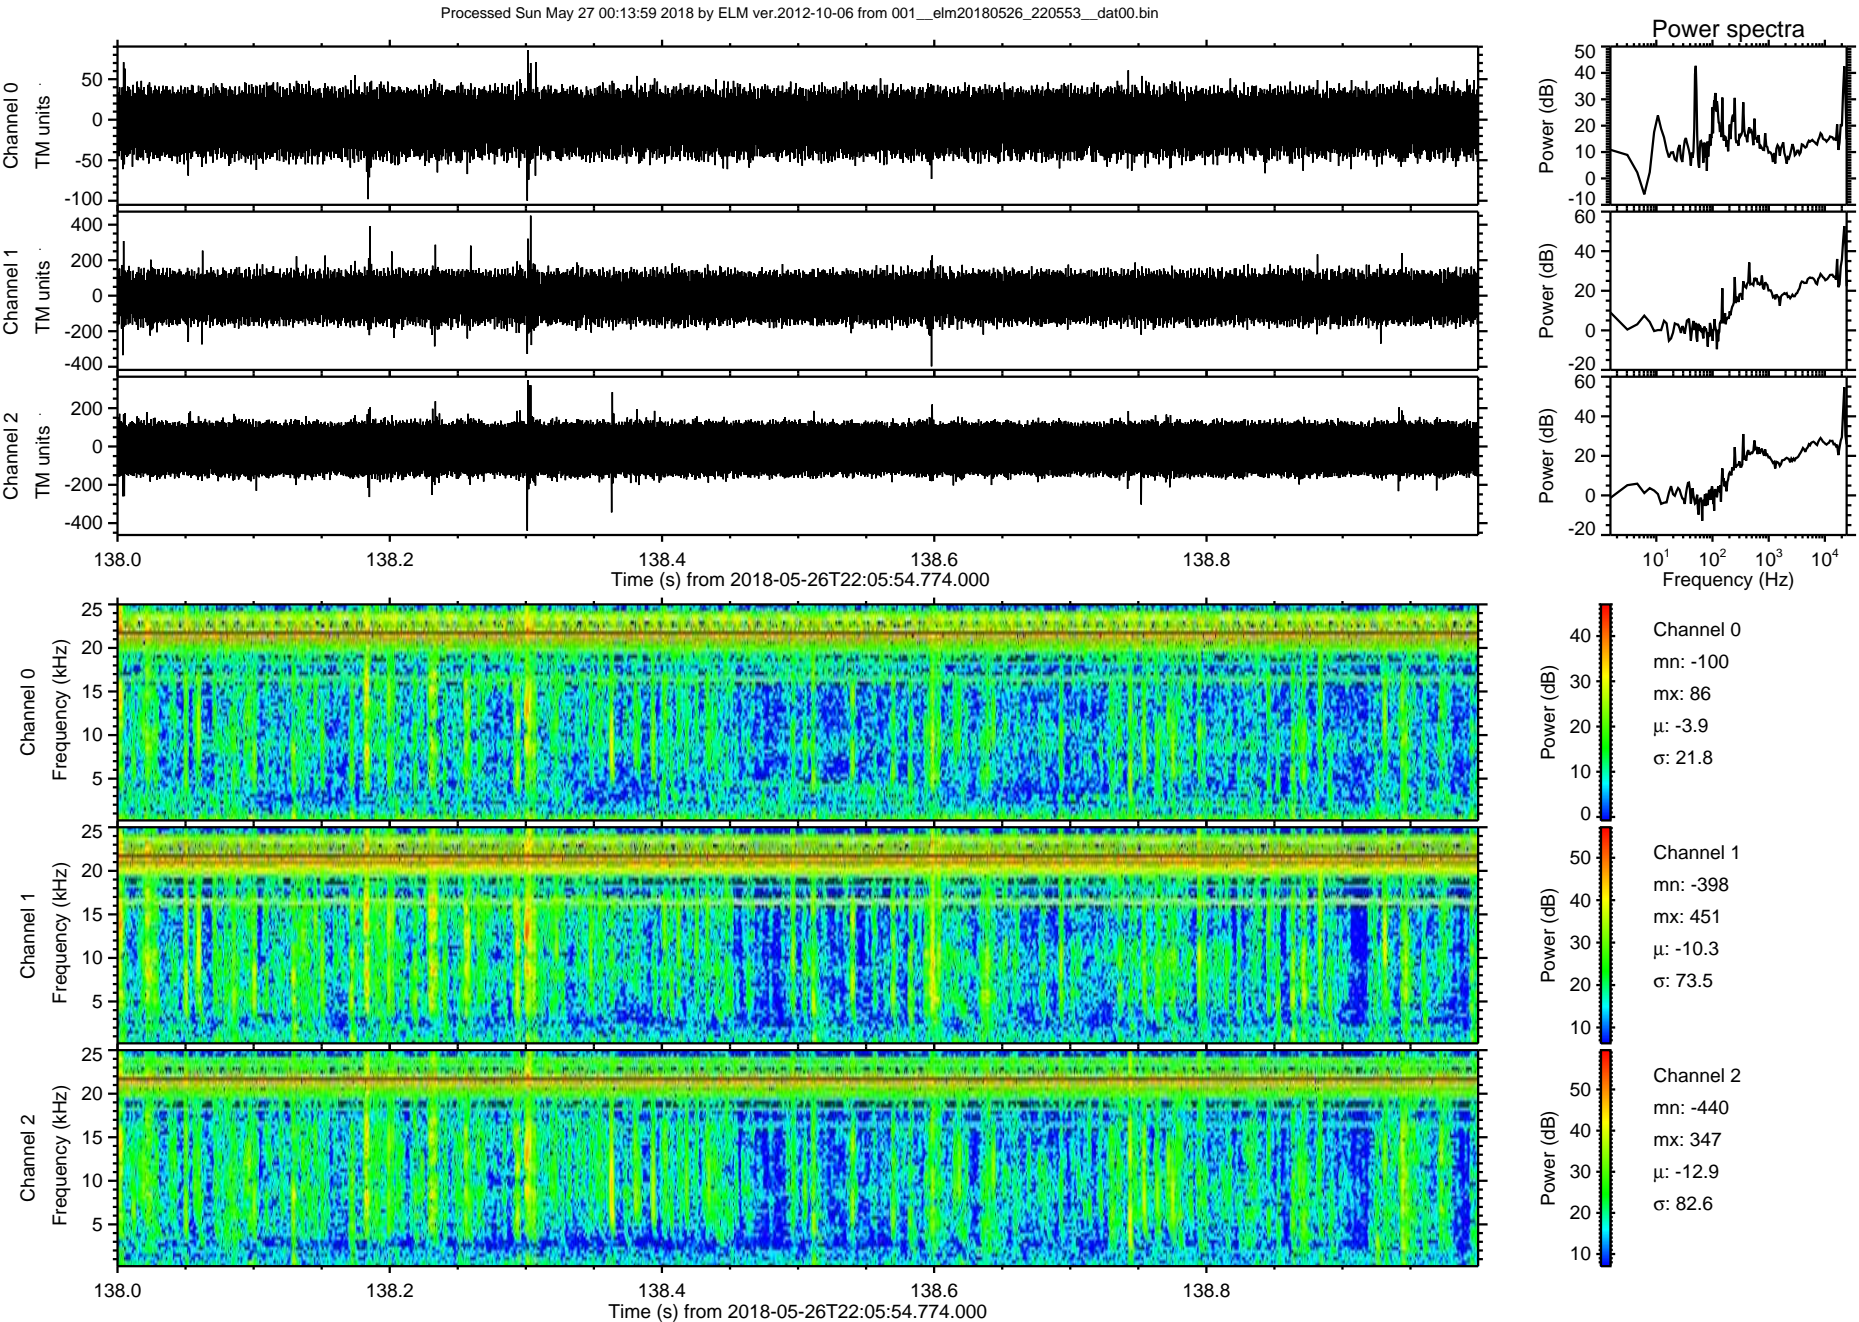 Processed Sun May 27 00:13:59 2018 by ELM ver.2012-10-06 from 001__elm20180526_220553__dat00.bin
Power spectra
Channel 0
TM units
50
0
-50
-100
Power (dB)
50
40
30
20
10
0
-10
Channel 1
TM units
400
200
0
-200
-400
Power (dB)
60
40
20
0
-20
Channel 2
TM units
200
0
-200
-400
Power (dB)
60
40
20
0
-20
138.0 138.2 138.4 138.6 138.8
Time (s) from 2018-05-26T22:05:54.774.000
10¹ 10² 10³ 10⁴
Frequency (Hz)
Channel 0
Frequency (kHz)
25
20
15
10
5
Power (dB)
40
30
20
10
0
Channel 0
mn: -100
mx: 86
µ: -3.9
σ: 21.8
Channel 1
Frequency (kHz)
25
20
15
10
5
Power (dB)
50
40
30
20
10
Channel 1
mn: -398
mx: 451
µ: -10.3
σ: 73.5
Channel 2
Frequency (kHz)
25
20
15
10
5
Power (dB)
50
40
30
20
10
Channel 2
mn: -440
mx: 347
µ: -12.9
σ: 82.6
138.0 138.2 138.4 138.6 138.8
Time (s) from 2018-05-26T22:05:54.774.000